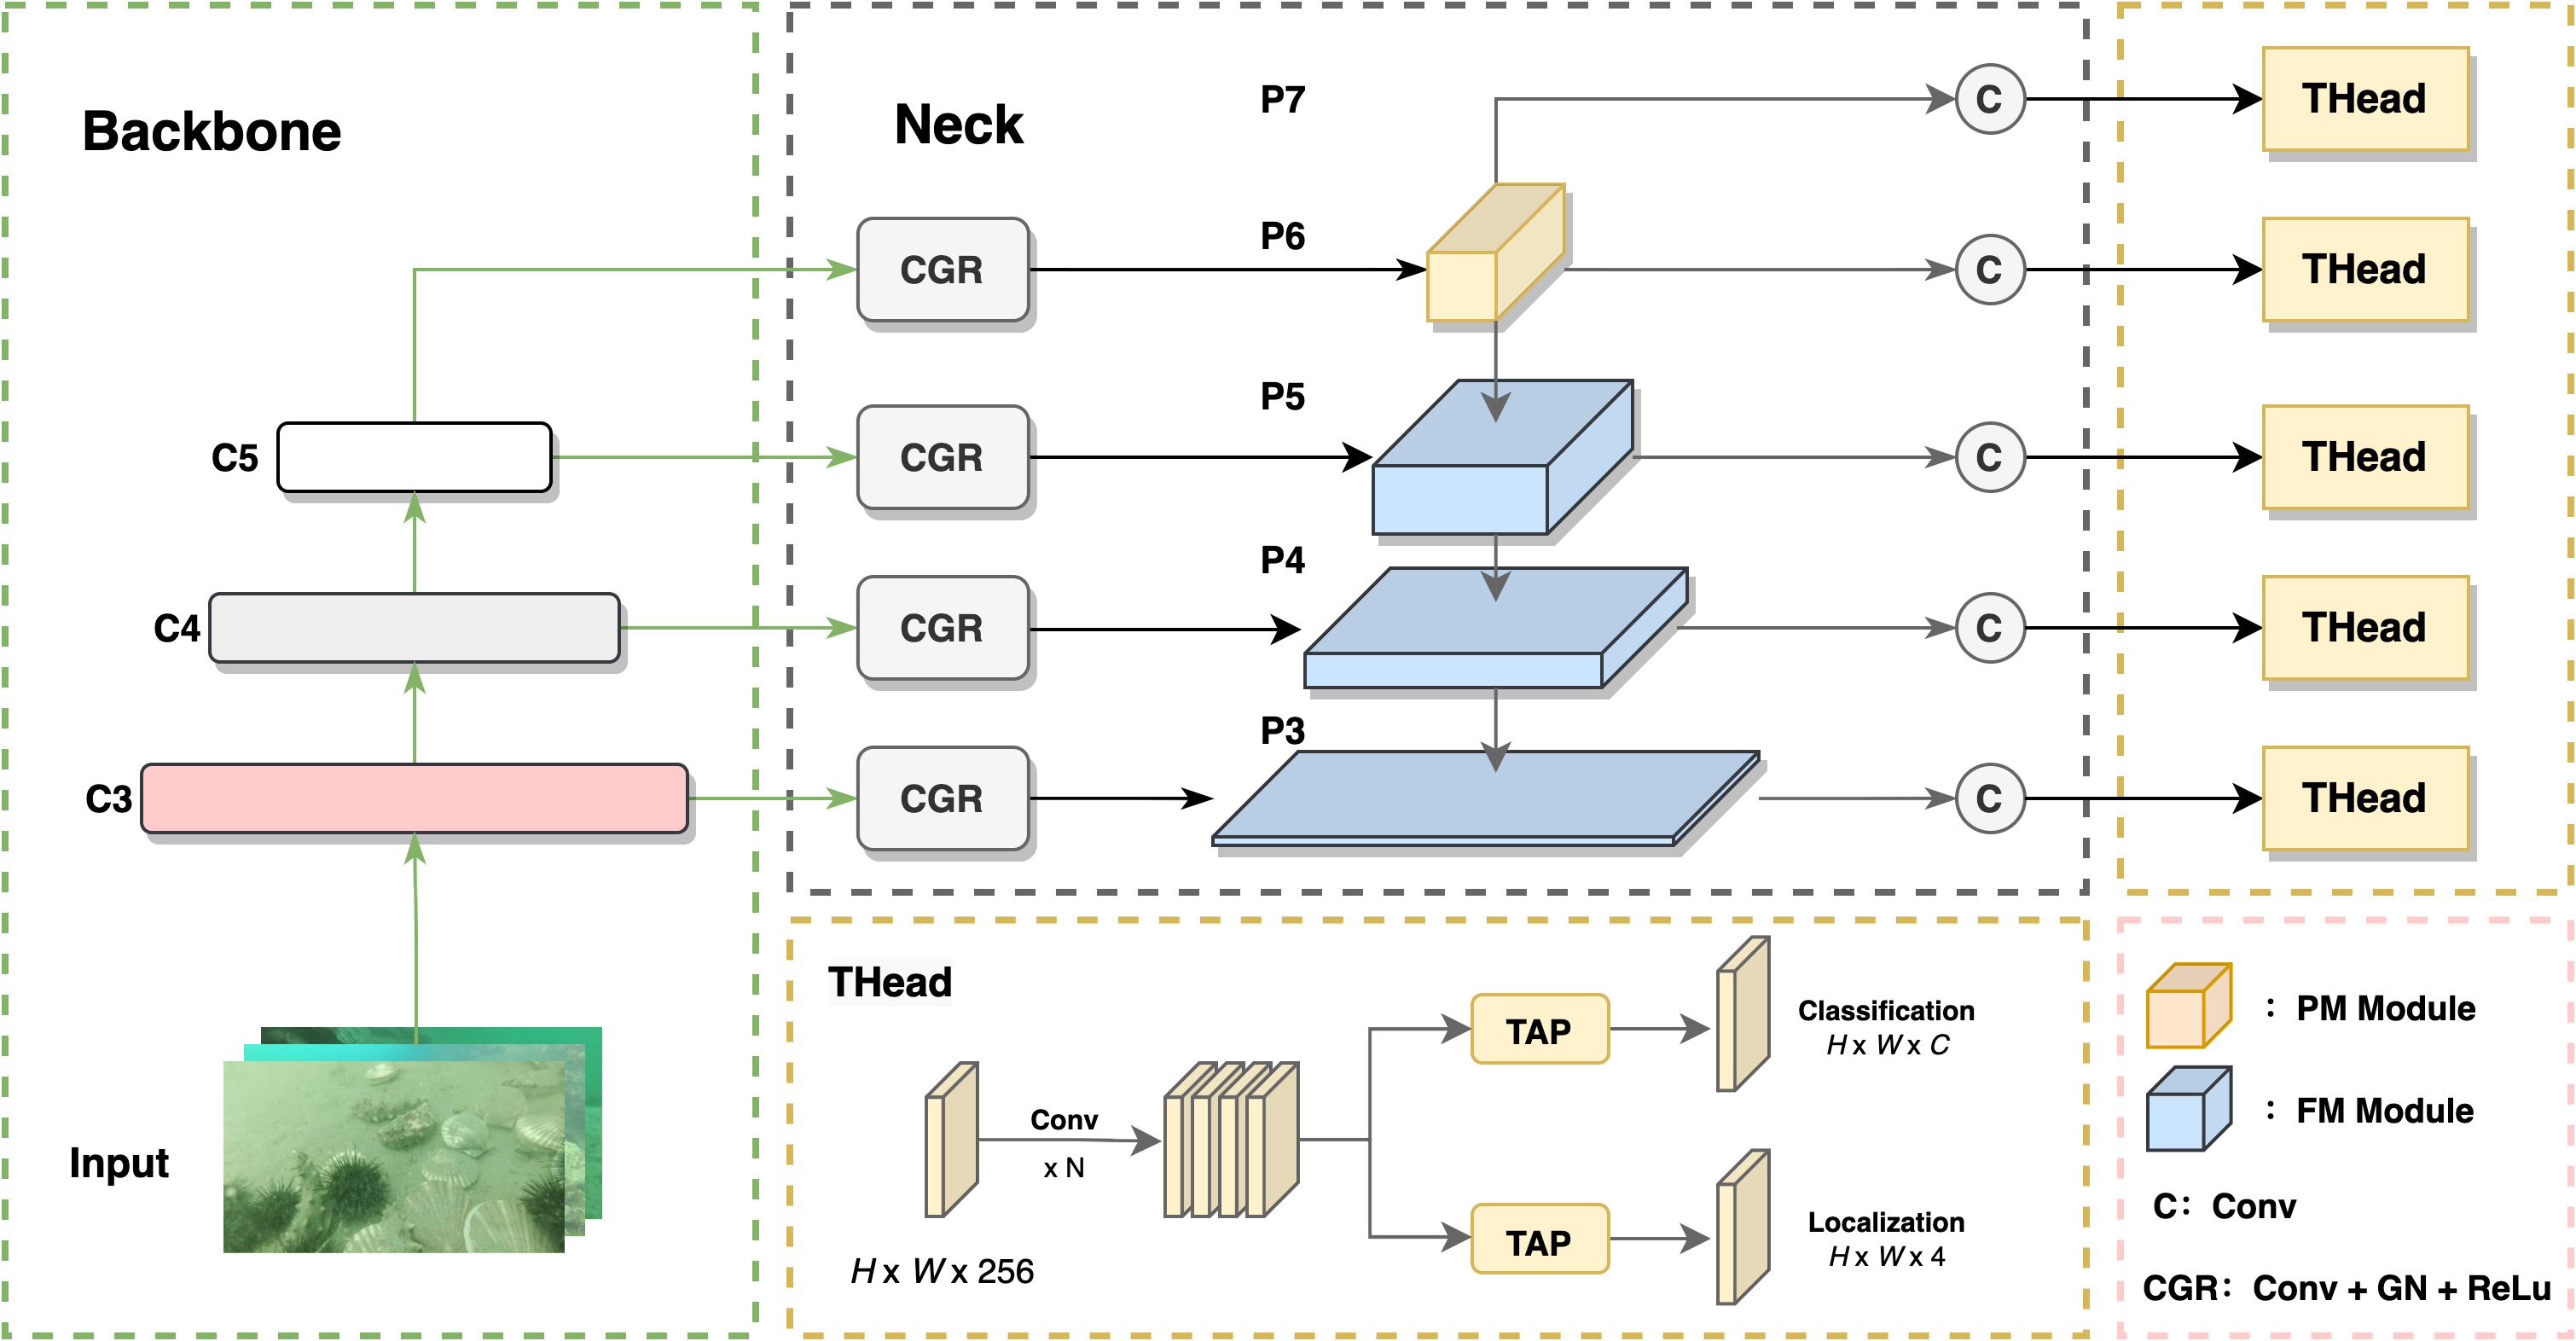 Backbone
C5
C4
C3
Input
Neck
P7
C
THead
CGR
P6
C
THead
CGR
P5
C
THead
CGR
P4
C
THead
CGR
P3
C
THead
THead
H x W x 256
Conv
x N
TAP
Classification
H x W x C
TAP
Localization
H x W x 4
: PM Module
: FM Module
C: Conv
CGR: Conv + GN + ReLu